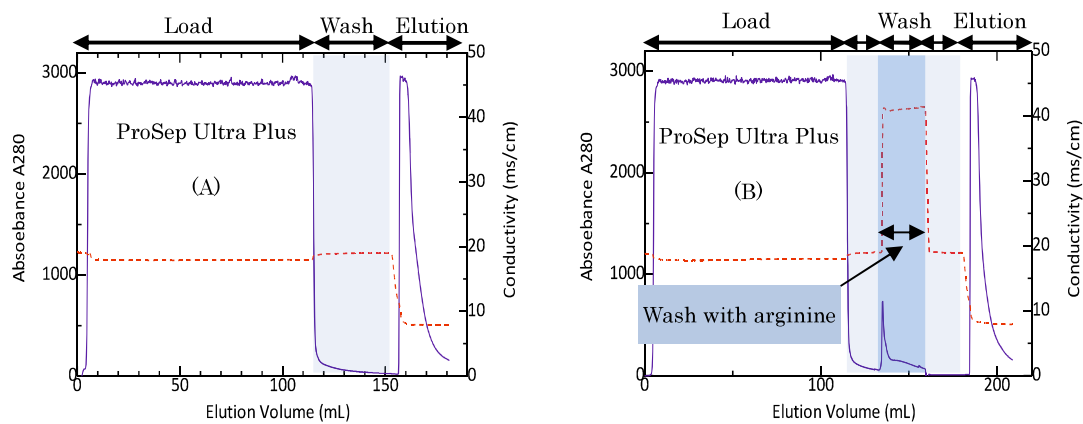 Load Wash Elution
3000
2000
1000
0
Absoebance A280
ProSep Ultra Plus
(A)
50
40
30
20
10
0
Conductivity (ms/cm)
0 50 100 150
Elution Volume (mL)
Load Wash Elution
3000
2000
1000
0
Absoebance A280
ProSep Ultra Plus
(B)
Wash with arginine
50
40
30
20
10
0
Conductivity (ms/cm)
0 100 200
Elution Volume (mL)